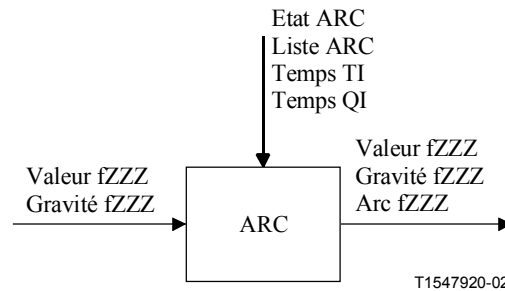 Etat ARC
Liste ARC
Temps TI
Temps QI
Valeur fZZZ
Gravité fZZZ
ARC
Valeur fZZZ
Gravité fZZZ
Arc fZZZ
T1547920-02